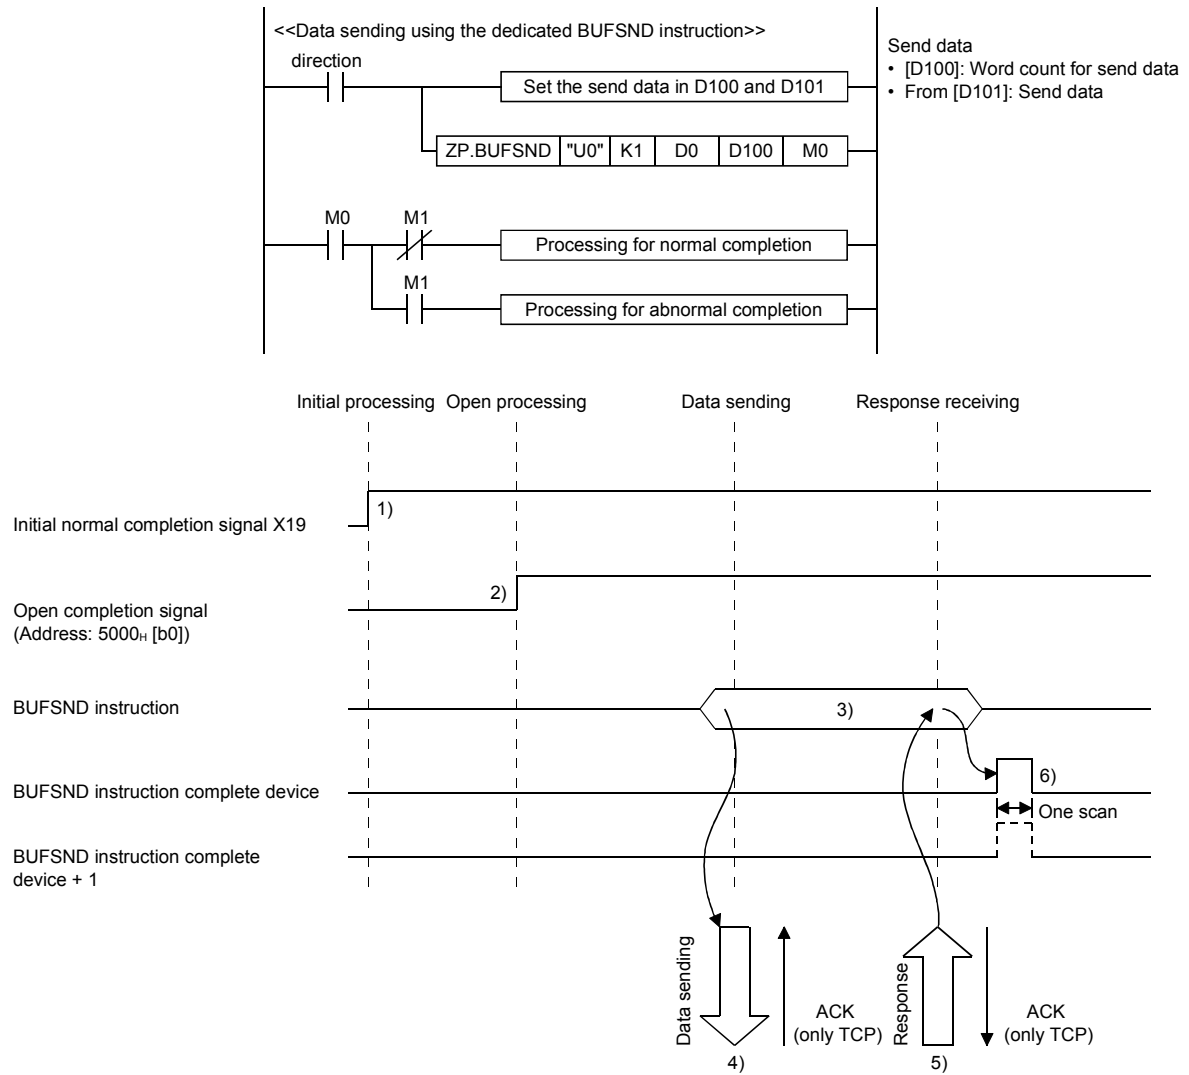 <<Data sending using the dedicated BUFSND instruction>>
direction
Set the send data in D100 and D101
ZP.BUFSND "U0" K1 D0 D100 M0
Send data
• [D100]: Word count for send data
• From [D101]: Send data
M0 M1
Processing for normal completion
M1
Processing for abnormal completion
Initial processing Open processing Data sending Response receiving
1)
Initial normal completion signal X19
2)
Open completion signal
(Address: 5000H [b0])
BUFSND instruction
3)
BUFSND instruction complete device
6)
One scan
BUFSND instruction complete
device + 1
Data sending
ACK
(only TCP)
Response
ACK
(only TCP)
4)
5)